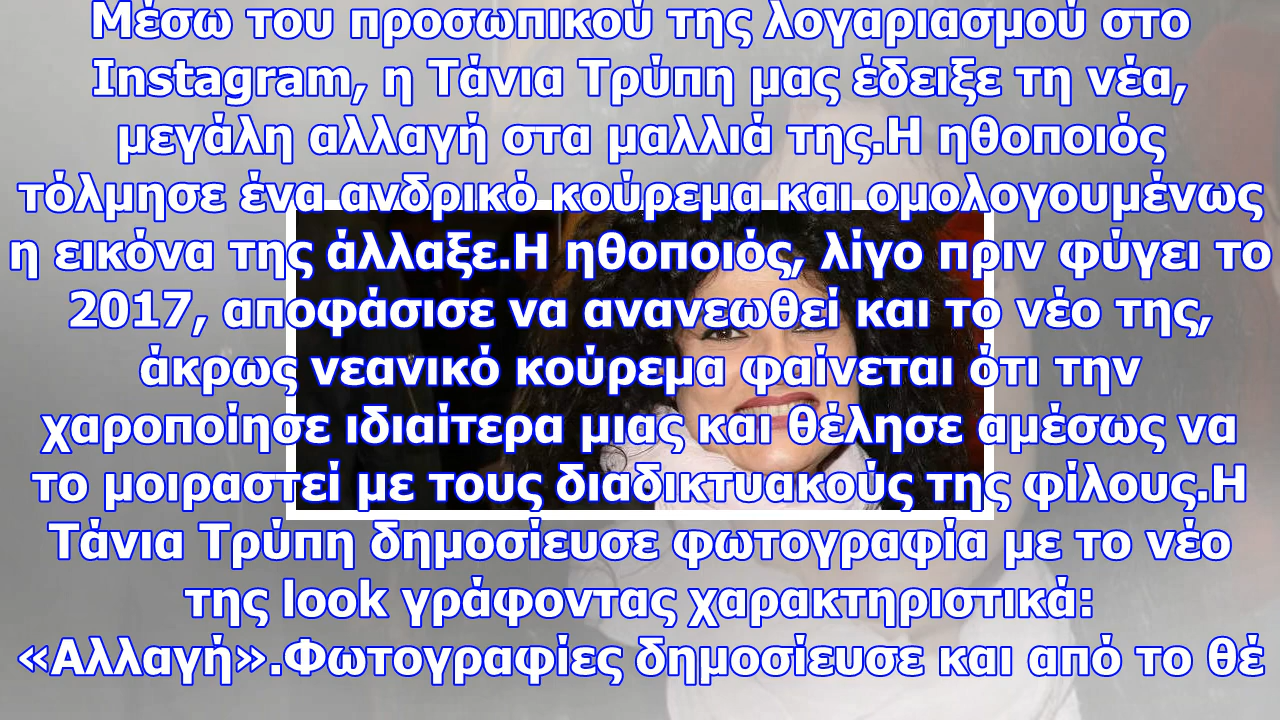 Μέσω του προσωπικού της λογαριασμού στο
Instagram, η Τάνια Τρύπη μας έδειξε τη νέα,
μεγάλη αλλαγή στα μαλλιά της.Η ηθοποιός
τόλμησε ένα ανδρικό κούρεμα και ομολογουμένως
η εικόνα της άλλαξε.Η ηθοποιός, λίγο πριν φύγει το
2017, αποφάσισε να ανανεωθεί και το νέο της,
άκρως νεανικό κούρεμα φαίνεται ότι την
χαροποίησε ιδιαίτερα μιας και θέλησε αμέσως να
το μοιραστεί με τους διαδικτυακούς της φίλους.Η
Τάνια Τρύπη δημοσίευσε φωτογραφία με το νέο
της look γράφοντας χαρακτηριστικά:
«Αλλαγή».Φωτογραφίες δημοσίευσε και από το θέ